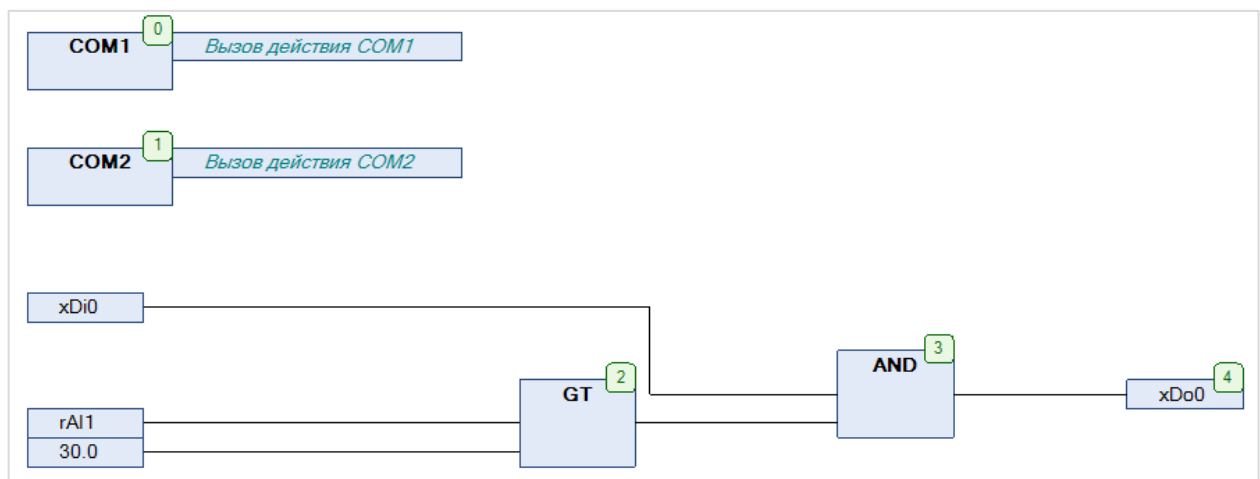 0
COM1 Вызов действия COM1
1
COM2 Вызов действия COM2
xDi0
3
AND
2
GT
4
xDo0
rAI1
30.0